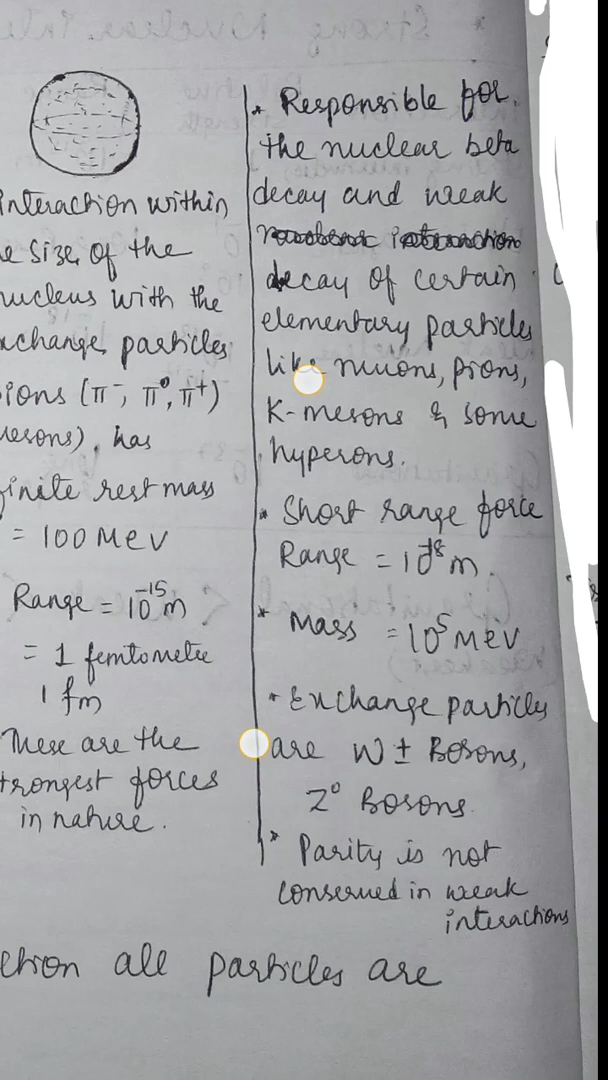 interaction within
e size of the
nucleus with the
xchange particles
ions (π⁻, π⁰, π⁺)
esons), has
finite rest mass
= 100 MeV
Range = 10⁻¹⁵ m
= 1 femtometre
1 fm
These are the
trongest forces
in nature.
* Responsible for
the nuclear beta
decay and weak
decay of certain
elementary particles
like muons, pions,
K-mesons & some
hyperons.
* Short range force
Range = 10⁻¹⁸ m.
* Mass = 10⁵ MeV
* Exchange particles
are W ± Bosons,
Z⁰ Bosons.
* Parity is not
conserved in weak
interactions
ction all particles are